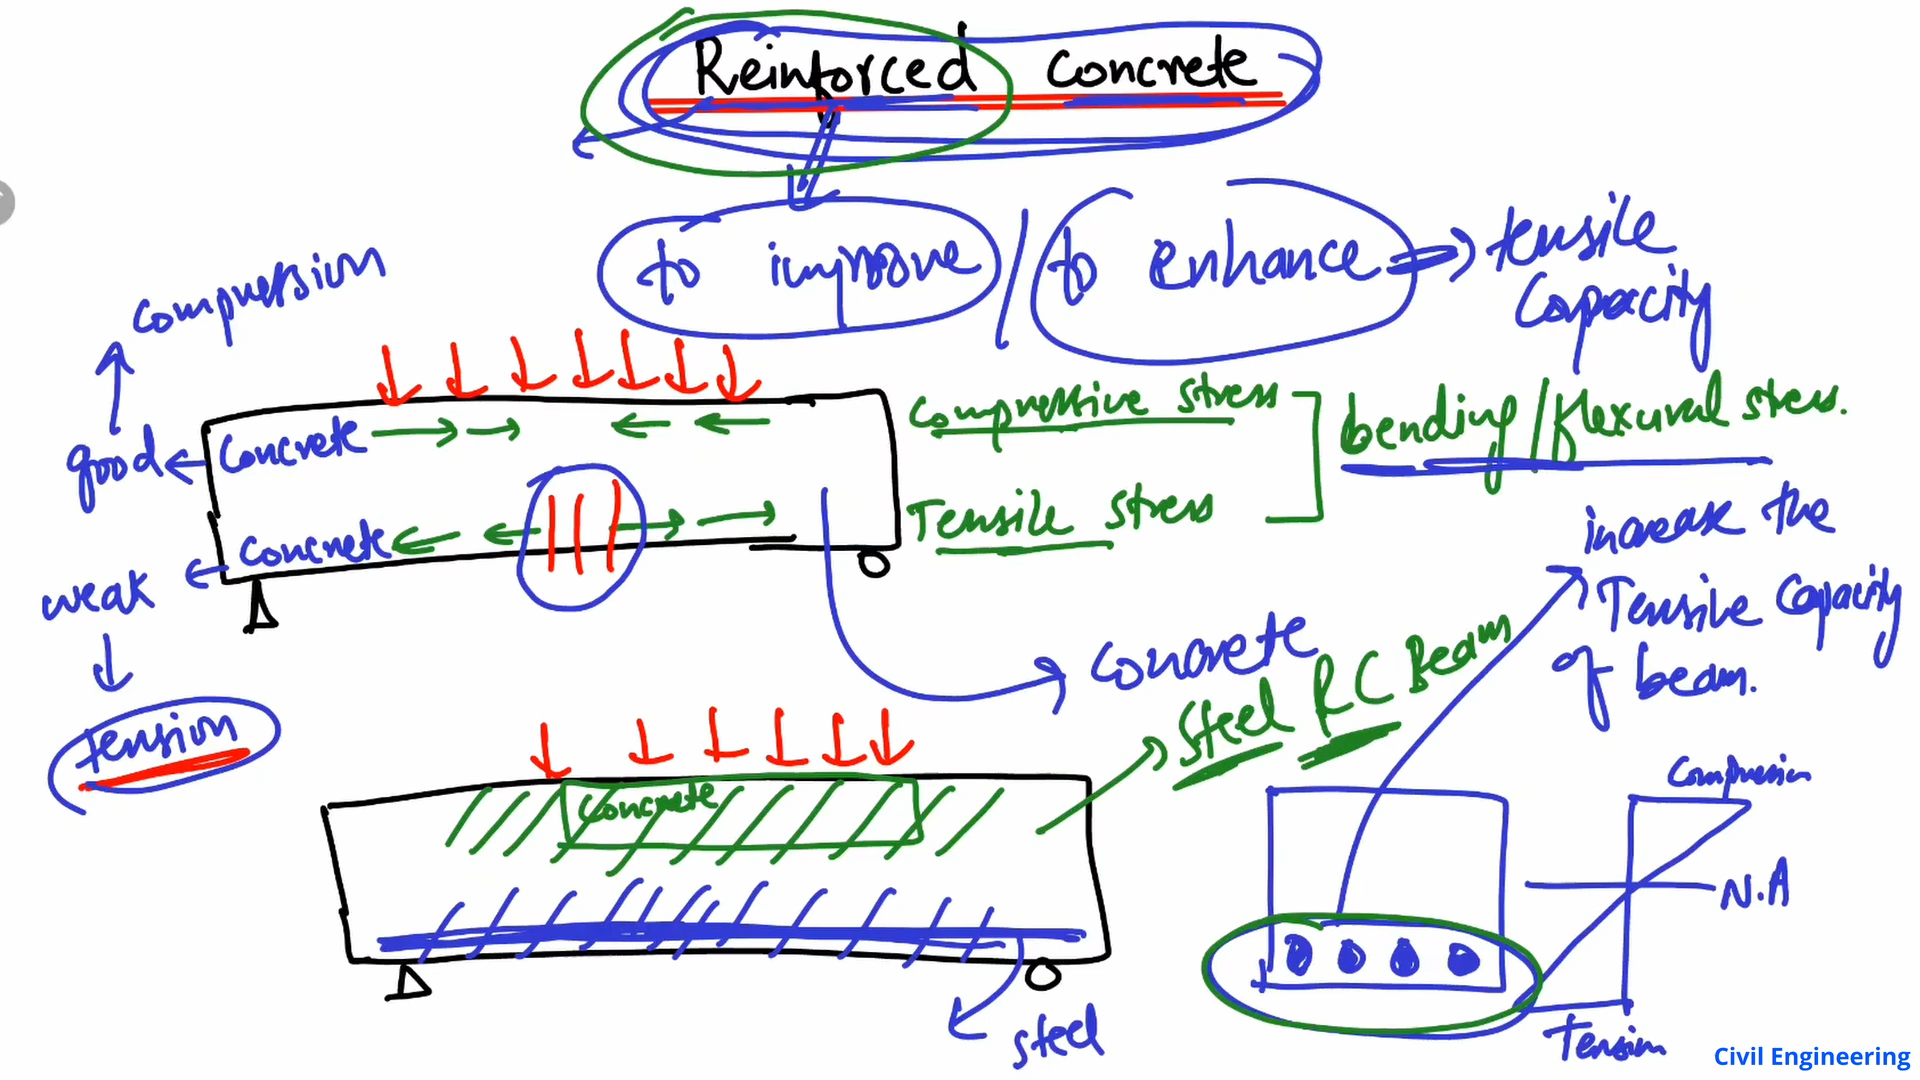 Reinforced Concrete
to improve / to enhance
tensile
Capacity
Compression
good
Concrete
Compressive stress
bending/flexural stress.
Concrete
Tensile stress
weak
tension
increase the
Tensile Capacity
of beam.
Concrete
Steel RC Beam
Concrete
steel
Compression
N.A
Tension
Civil Engineering